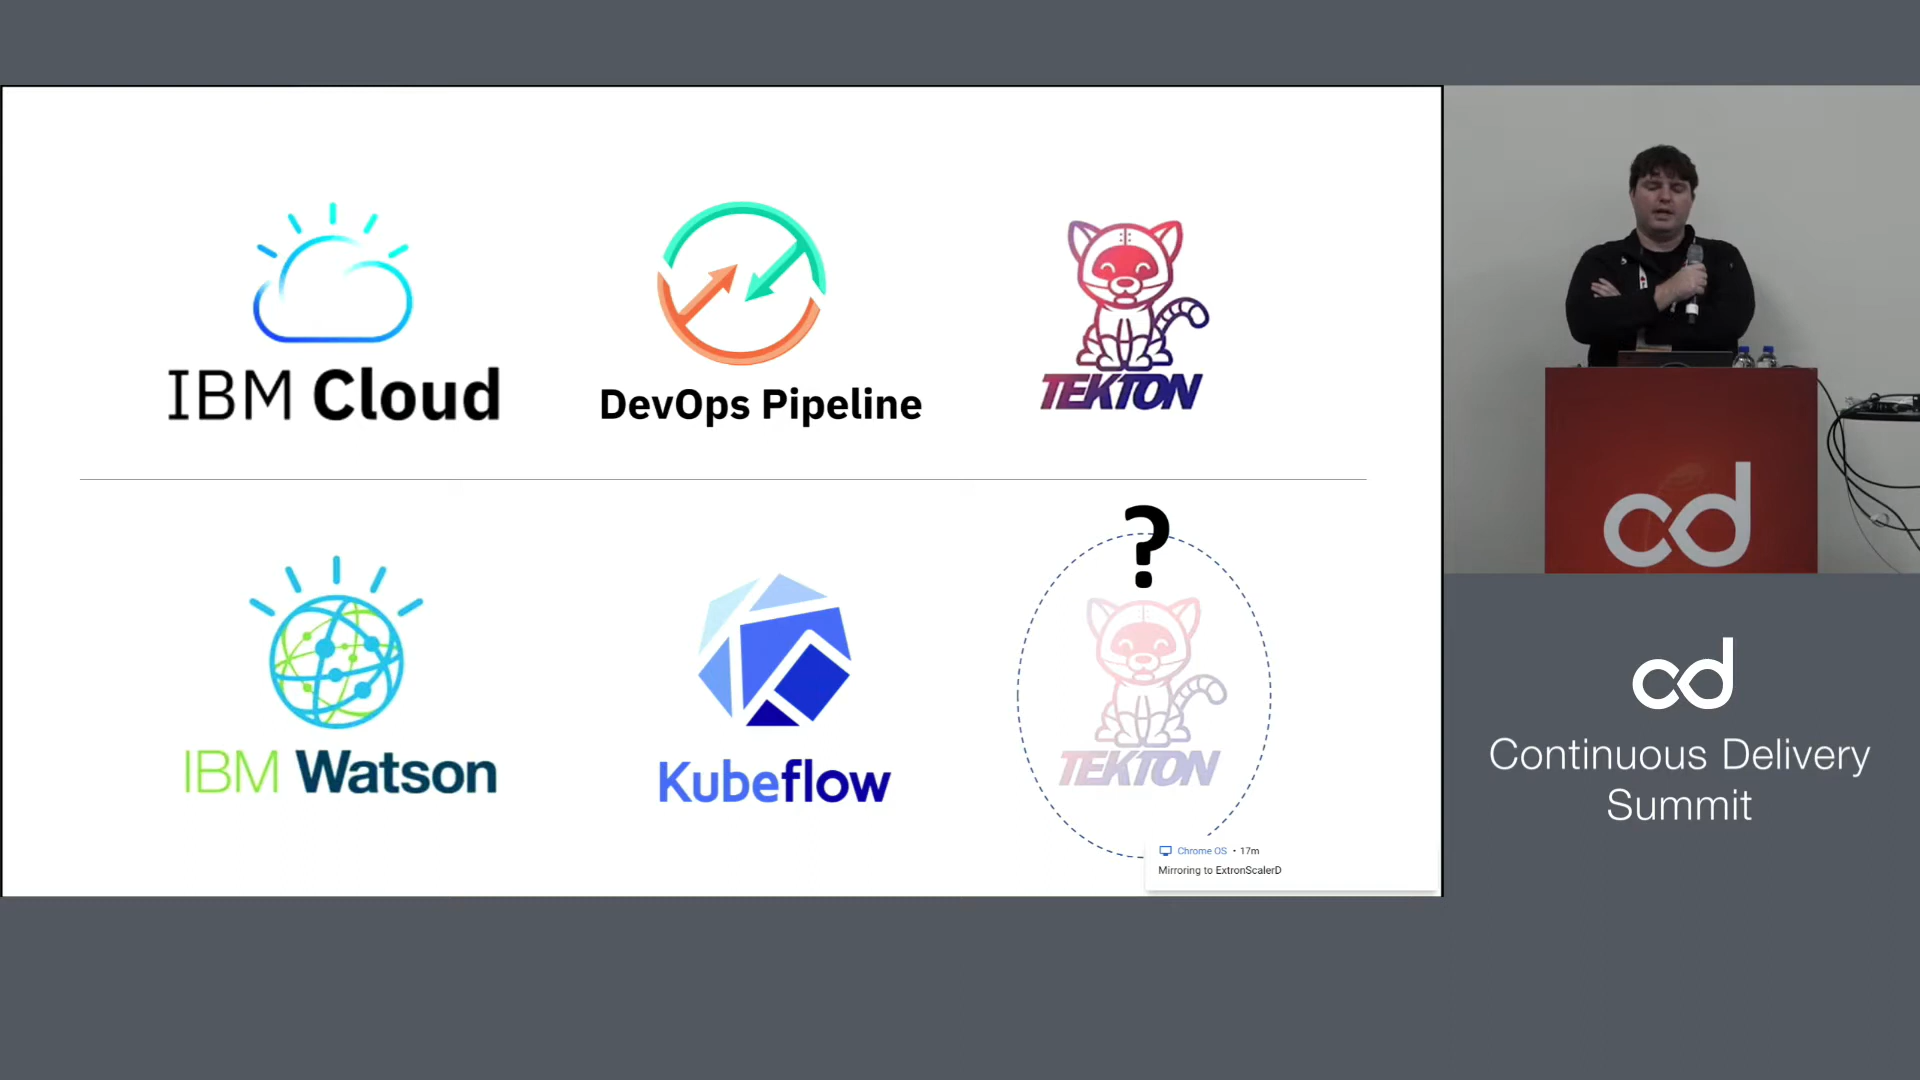 IBM Cloud
DevOps Pipeline
TEKTON
?
IBM Watson
Kubeflow
TEKTON
Chrome OS • 17m
Mirroring to ExtronScalerD
cd
cd
Continuous Delivery
Summit